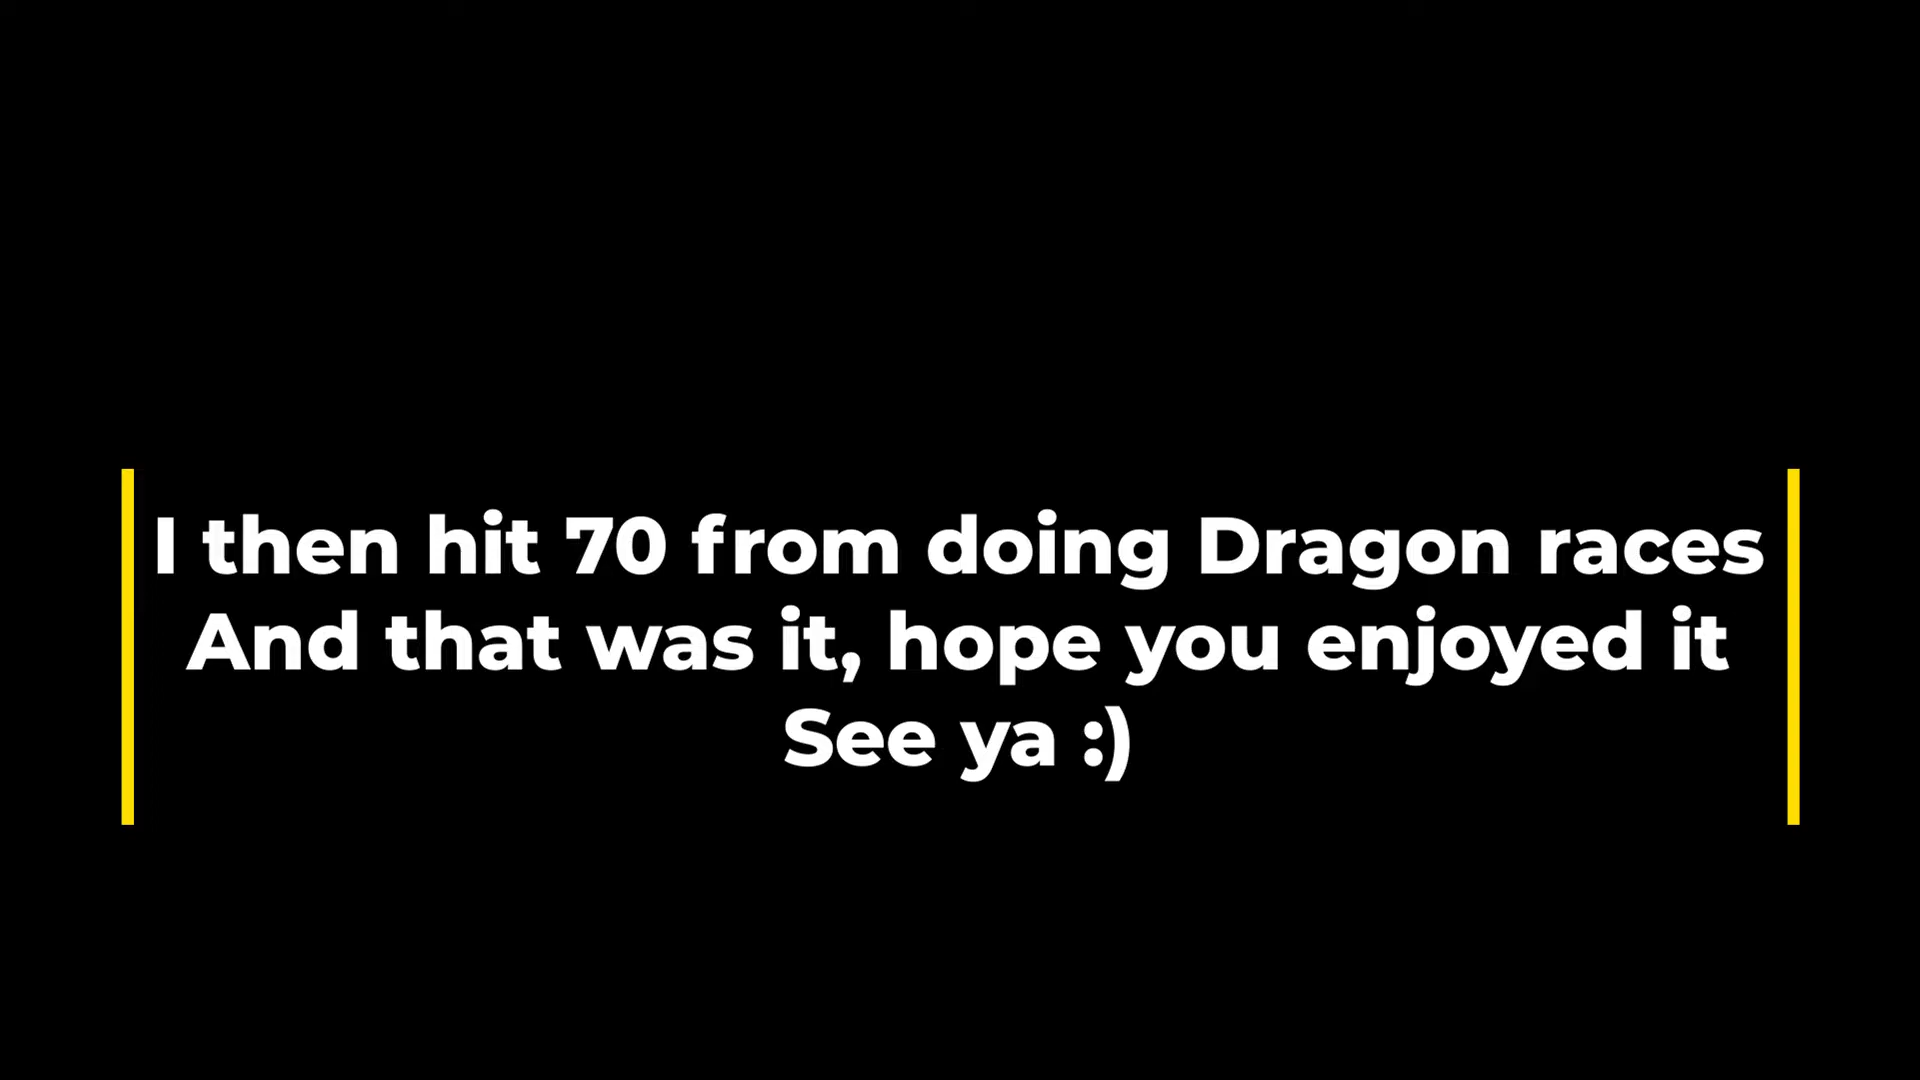 I then hit 70 from doing Dragon races
And that was it, hope you enjoyed it
See ya :)